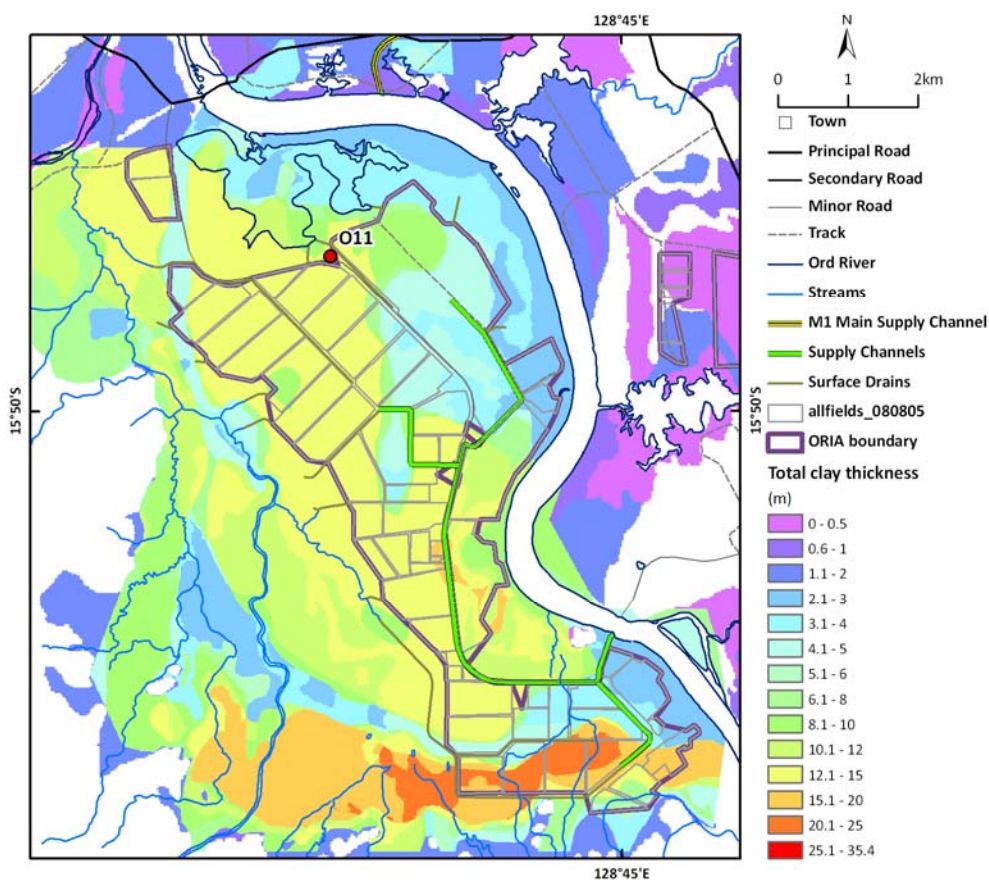 128°45'E
N
0 1 2km
Town
Principal Road
Secondary Road
Minor Road
Track
Ord River
Streams
M1 Main Supply Channel
Supply Channels
Surface Drains
allfields_080805
ORIA boundary
Total clay thickness
(m)
0 - 0.5
0.6 - 1
1.1 - 2
2.1 - 3
3.1 - 4
4.1 - 5
5.1 - 6
6.1 - 8
8.1 - 10
10.1 - 12
12.1 - 15
15.1 - 20
20.1 - 25
25.1 - 35.4
O11
15°50'S
15°50'S
128°45'E